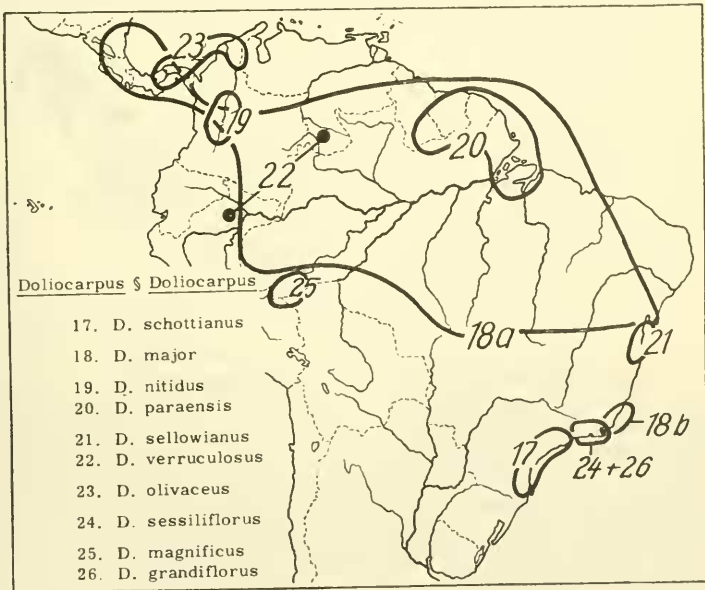 23
19
20
22
Doliocarpus § Doliocarpus
25
17. D. schottianus
18. D. major
18a
21
19. D. nitidus
20. D. paraensis
21. D. sellowianus
22. D. verruculosus
18b
17
24+26
23. D. olivaceus
24. D. sessiliflorus
25. D. magnificus
26. D. grandiflorus